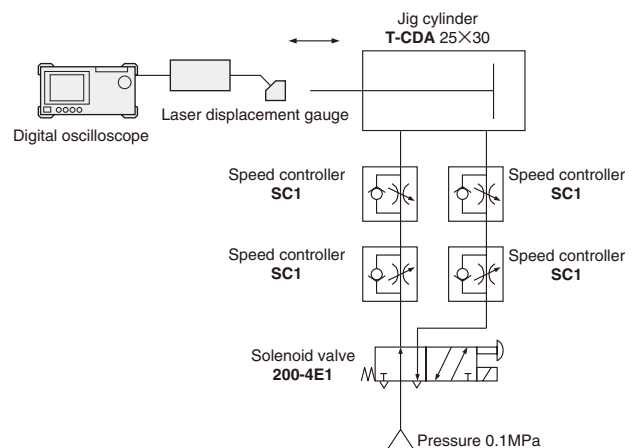 Jig cylinder
T-CDA 25×30
Digital oscilloscope
Laser displacement gauge
Speed controller
SC1
Speed controller
SC1
Speed controller
SC1
Speed controller
SC1
Solenoid valve
200-4E1
Pressure 0.1MPa